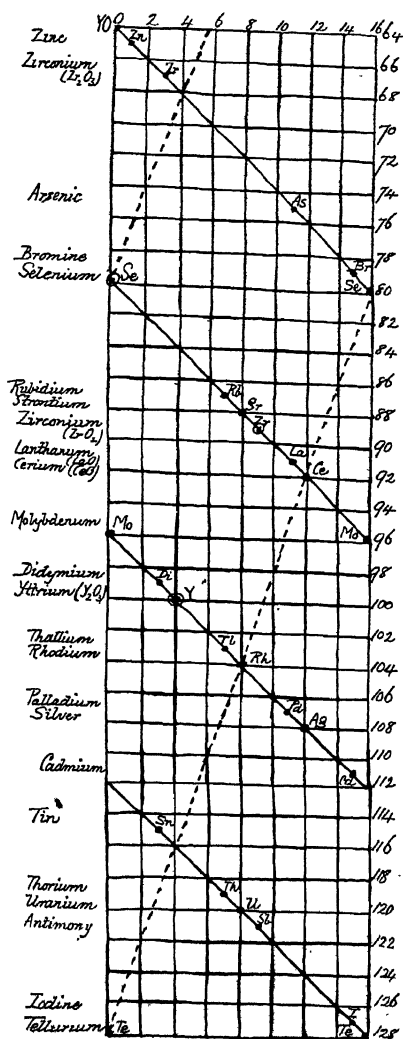 YO 0 2 4 6 8 10 12 14 16 64
Zinc Zn
Zirconium Zr 66
(Zr2O3)
68
70
72
Arsenic 74
As
76
Bromine 78
Br
Selenium Se Se 80
82
84
Rubidium Rb 86
Strontium Sr 88
Zirconium Zr
(ZrO2) 90
Lanthanum La
Cerium (CeO) Ce 92
94
Molybdenum Mo Mo 96
98
Didymium Di
Yttrium (Y2O3) Y 100
Thallium Tl 102
Rhodium Rh 104
Palladium Pd 106
Silver Ag 108
110
Cadmium Cd 112
Tin 114
Sn
116
Thorium Th 118
Uranium U 120
Antimony Sb
122
124
Iodine I 126
Tellurium Te Te 128